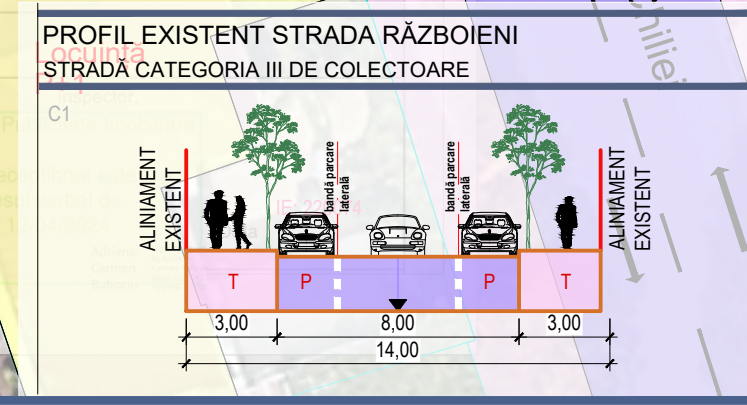 PROFIL EXISTENT STRADA RĂZBOIENI
STRADĂ CATEGORIA III DE COLECTOARE
Locuință
C1
Chiliei
ALINIAMENT
EXISTENT
bandă parcare
laterală
bandă parcare
laterală
ALINIAMENT
EXISTENT
T
P
P
T
3,00
8,00
3,00
14,00